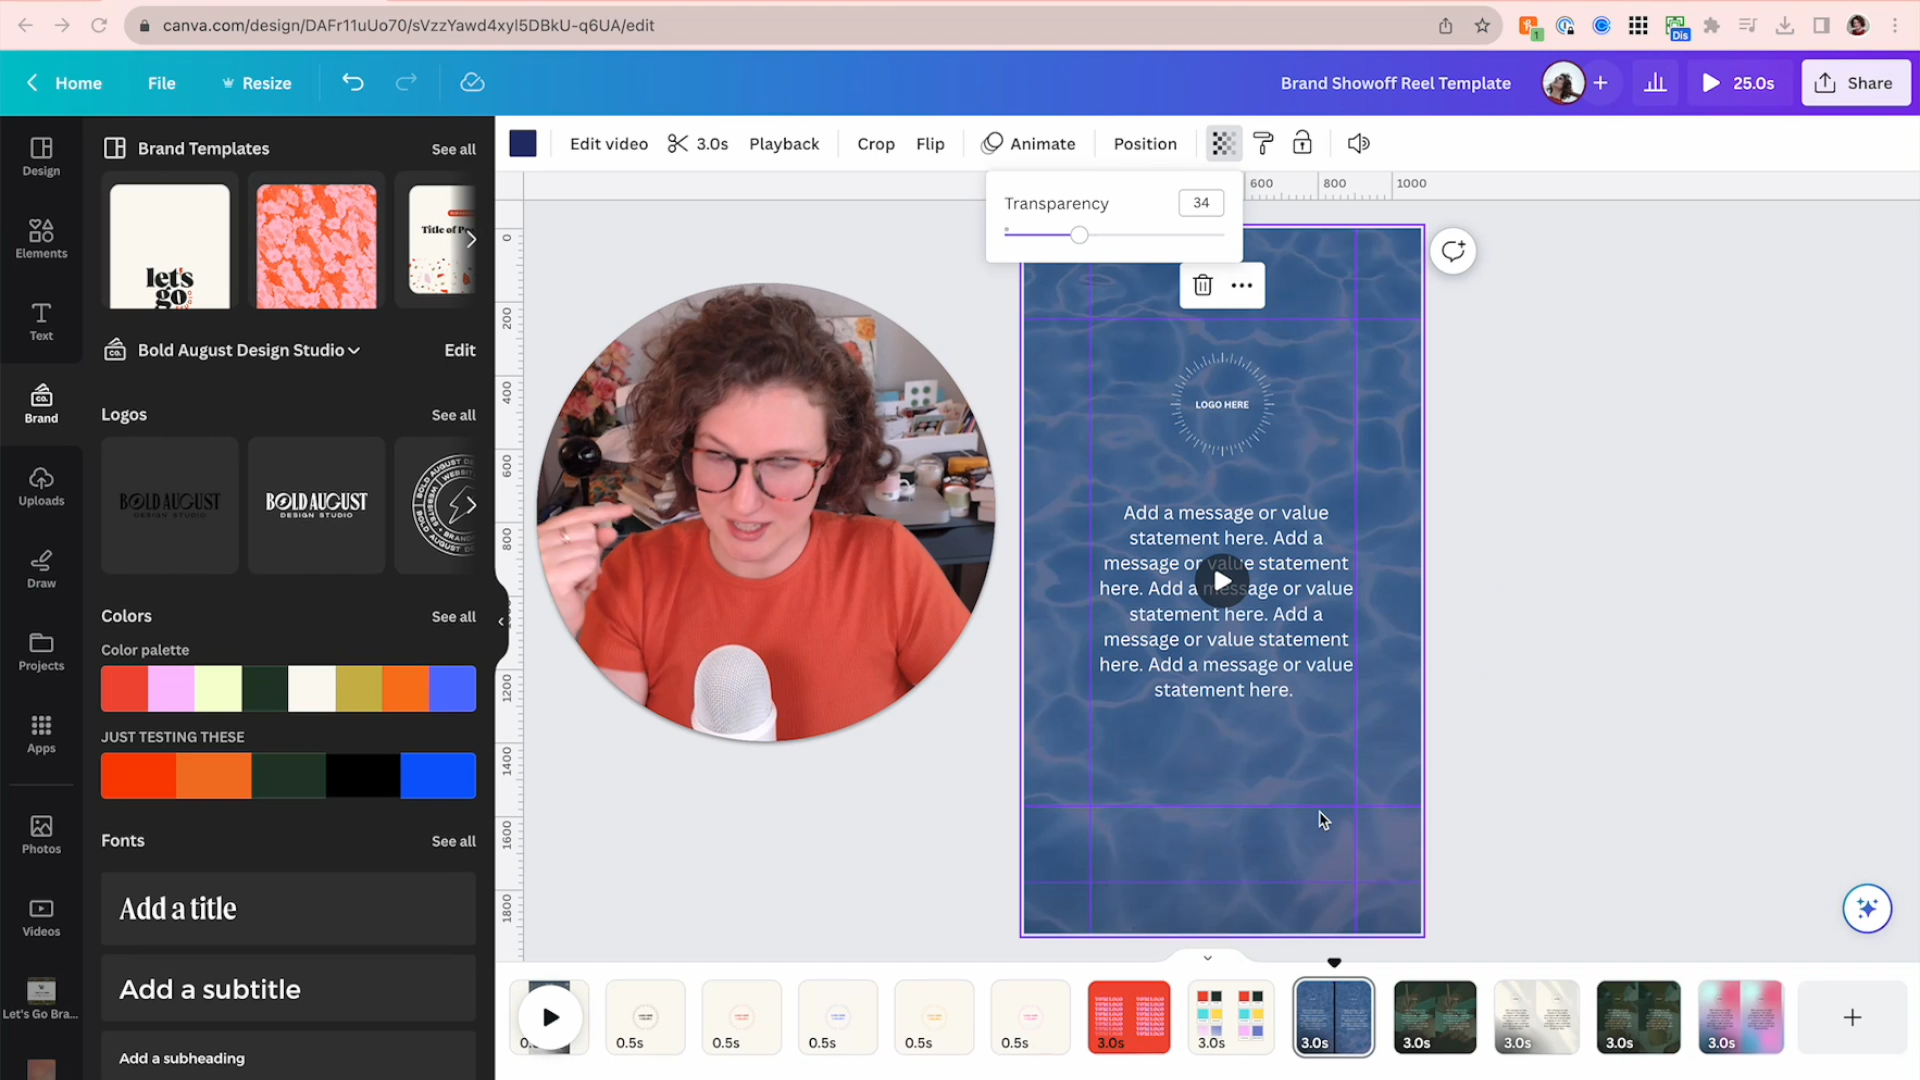 canva.com/design/DAFr11uUo70/sVzzYawd4xyl5DBkU-q6UA/edit
1
Dis
Home
File
Resize
Brand Showoff Reel Template
25.0s
Share
Design
Elements
Text
Brand
Uploads
Draw
Projects
Apps
Photos
Videos
Let's Go Bra...
Brand Templates
See all
let's
go
Title of Po
Bold August Design Studio
Edit
Logos
See all
BOLD AUGUST
DESIGN STUDIO
BOLD AUGUST
DESIGN STUDIO
Colors
See all
Color palette
JUST TESTING THESE
Fonts
See all
Add a title
Add a subtitle
Add a subheading
Edit video
3.0s
Playback
Crop
Flip
Animate
Position
Transparency
34
600
800
1000
0
200
400
600
800
1200
1400
1600
1800
LOGO HERE
Add a message or value
statement here. Add a
message or value statement
here. Add a message or value
statement here. Add a
message or value statement
here. Add a message or value
statement here.
0.5s
0.5s
0.5s
0.5s
0.5s
3.0s
3.0s
3.0s
3.0s
3.0s
3.0s
3.0s